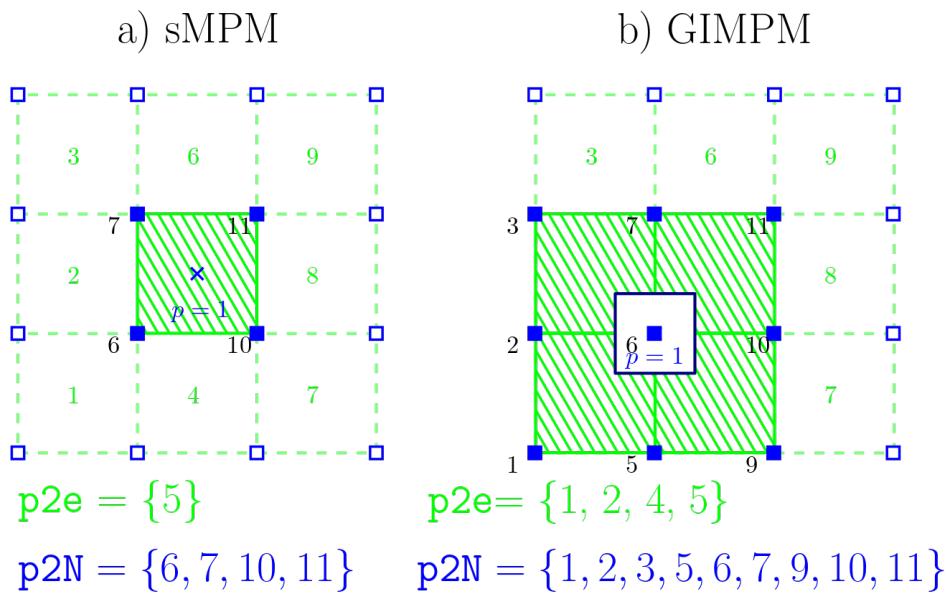 a) sMPM
b) GIMPM
3 6 9
7 11
2 8
p = 1
6 10
1 4 7
3 6 9
3 7 11
8
2 6 10
p = 1
7
1 5 9
p2e = {5}
p2N = {6, 7, 10, 11}
p2e= {1, 2, 4, 5}
p2N = {1, 2, 3, 5, 6, 7, 9, 10, 11}